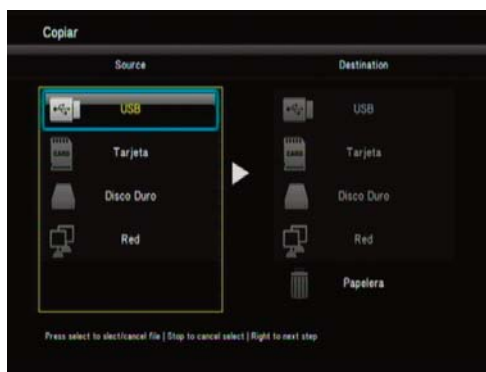 Copiar
Source
Destination
USB
Tarjeta
Disco Duro
Red
USB
CARD
Tarjeta
Disco Duro
Red
Papelera
Press select to slect/cancel file | Stop to cancel select | Right to next step